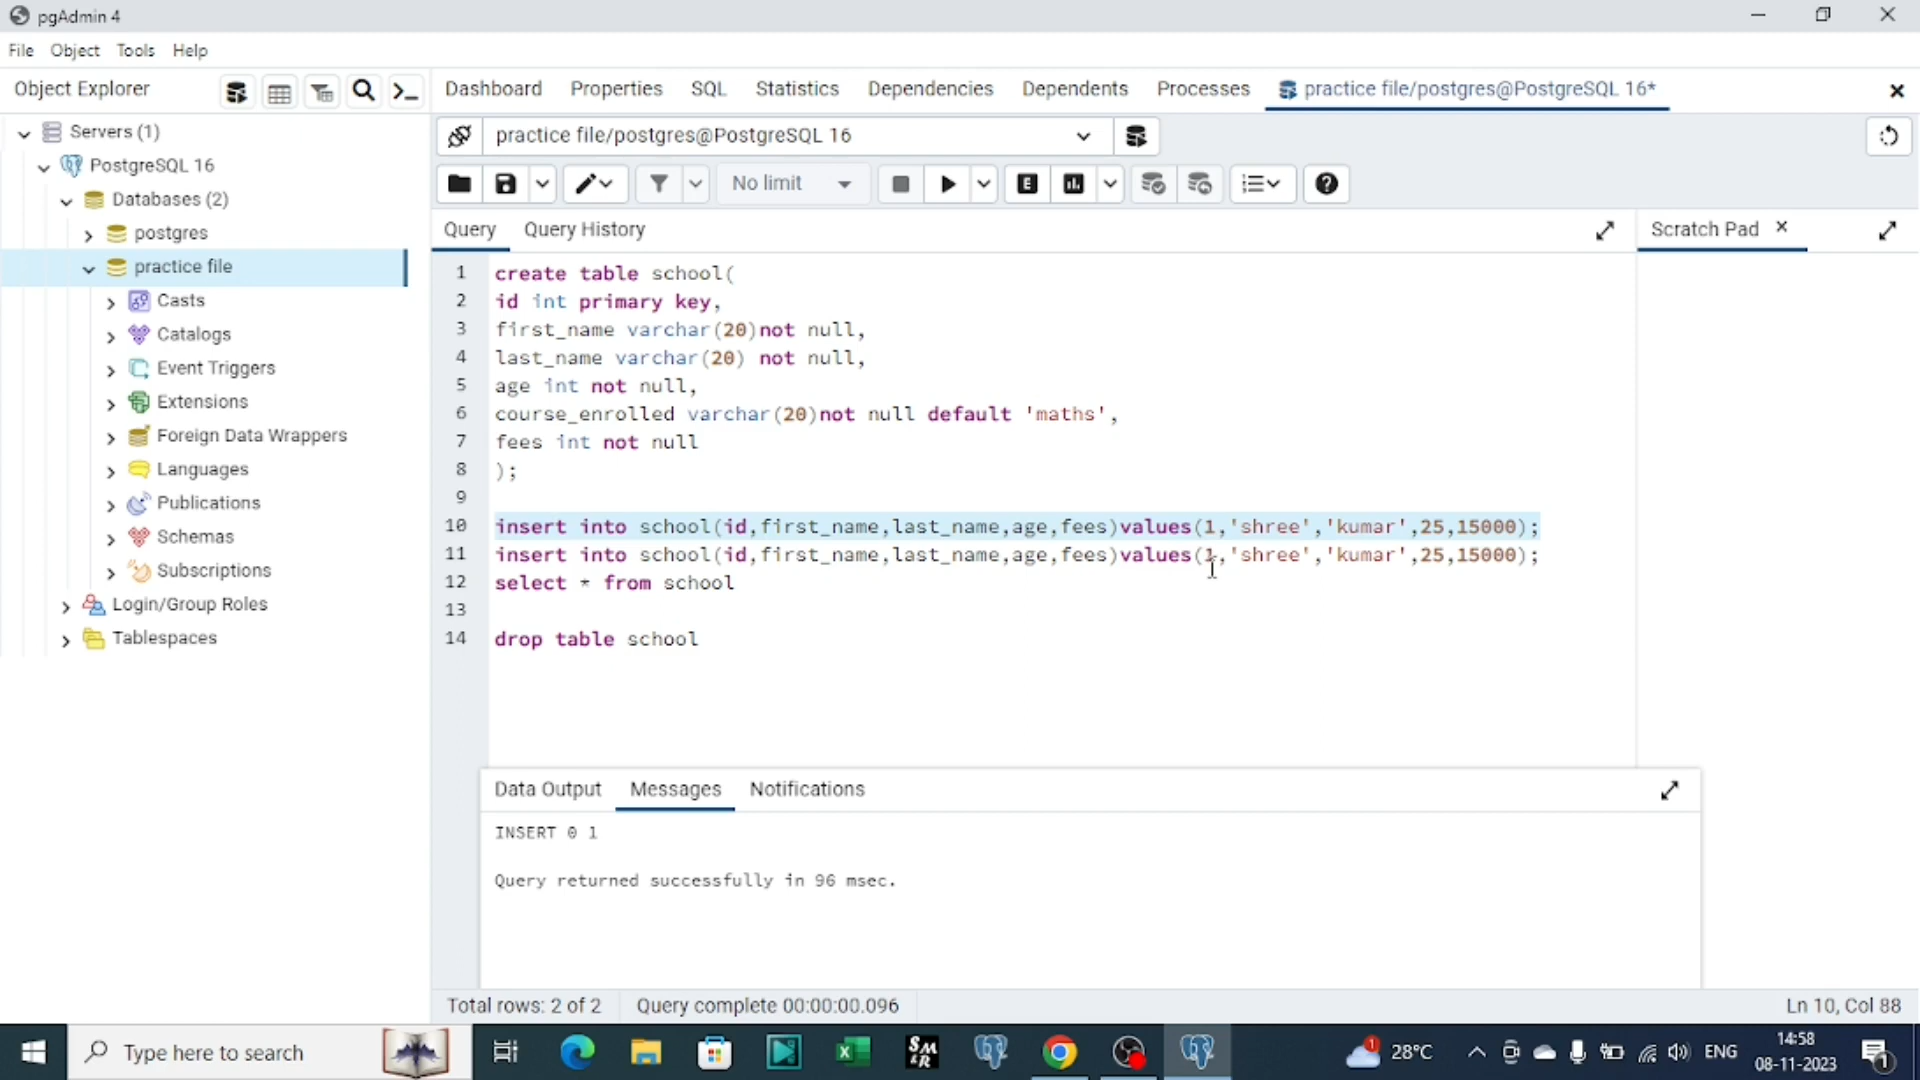 pgAdmin 4
File Object Tools Help
Object Explorer
Dashboard Properties SQL Statistics Dependencies Dependents Processes practice file/postgres@PostgreSQL 16*
Servers (1)
PostgreSQL 16
Databases (2)
postgres
practice file
Casts
Catalogs
Event Triggers
Extensions
Foreign Data Wrappers
Languages
Publications
Schemas
Subscriptions
Login/Group Roles
Tablespaces
practice file/postgres@PostgreSQL 16
No limit
E
Query Query History
Scratch Pad
1 create table school(
2 id int primary key,
3 first_name varchar(20)not null,
4 last_name varchar(20) not null,
5 age int not null,
6 course_enrolled varchar(20)not null default 'maths',
7 fees int not null
8 );
9
10 insert into school(id,first_name,last_name,age,fees)values(1,'shree','kumar',25,15000);
11 insert into school(id,first_name,last_name,age,fees)values(1,'shree','kumar',25,15000);
12 select * from school
13
14 drop table school
Data Output Messages Notifications
INSERT 0 1
Query returned successfully in 96 msec.
Total rows: 2 of 2 Query complete 00:00:00.096 Ln 10, Col 88
Type here to search
SM &R
1 28°C
ENG
14:58
08-11-2023
1